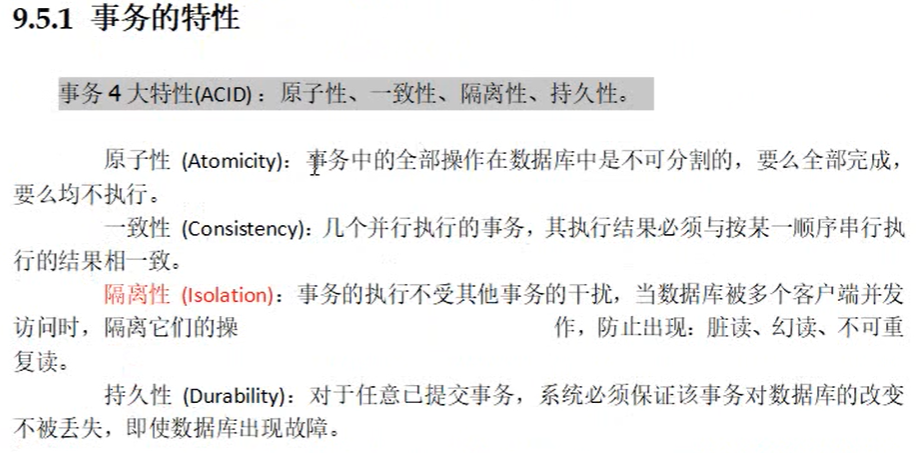 9.5.1 事务的特性
事务 4 大特性(ACID)：原子性、一致性、隔离性、持久性。
原子性 (Atomicity)：事务中的全部操作在数据库中是不可分割的，要么全部完成，
要么均不执行。
一致性 (Consistency)：几个并行执行的事务，其执行结果必须与按某一顺序串行执
行的结果相一致。
隔离性 (Isolation)：事务的执行不受其他事务的干扰，当数据库被多个客户端并发
访问时，隔离它们的操 作，防止出现：脏读、幻读、不可重
复读。
持久性 (Durability)：对于任意已提交事务，系统必须保证该事务对数据库的改变
不被丢失，即使数据库出现故障。